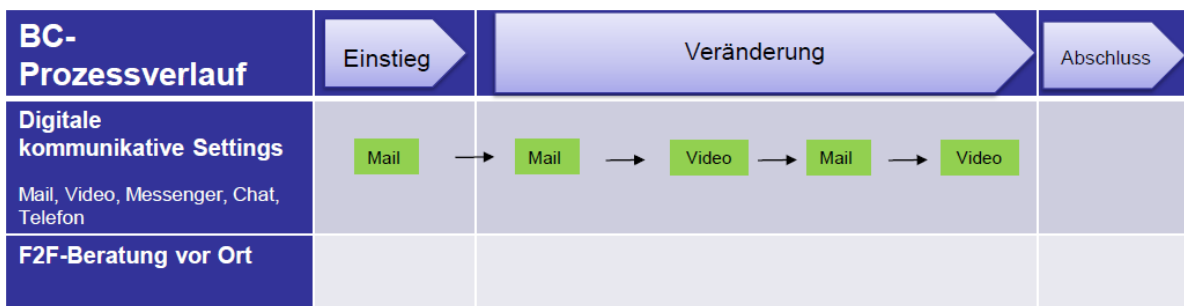 BC-
Prozessverlauf
Einstieg
Veränderung
Abschluss
Digitale
kommunikative Settings
Mail, Video, Messenger, Chat,
Telefon
Mail
Mail
Video
Mail
Video
F2F-Beratung vor Ort